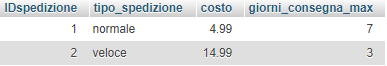 IDspedizione tipo_spedizione costo giorni_consegna_max
1 normale 4.99 7
2 veloce 14.99 3